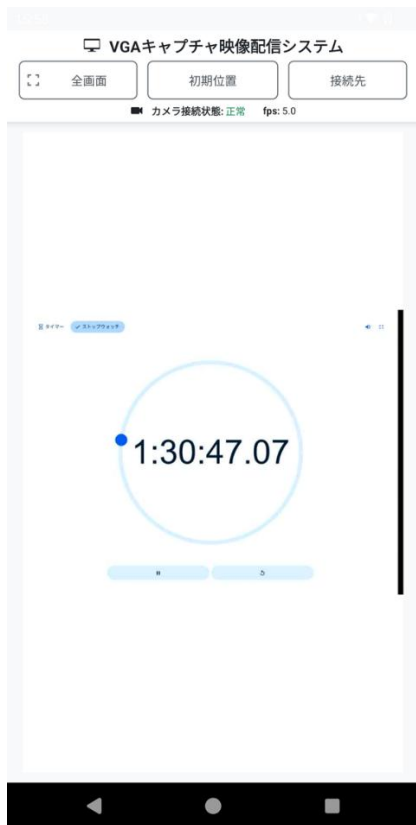 VGAキャプチャ映像配信システム
全画面 初期位置 接続先
カメラ接続状態: 正常 fps: 5.0
タイマー ストップウォッチ
1:30:47.07